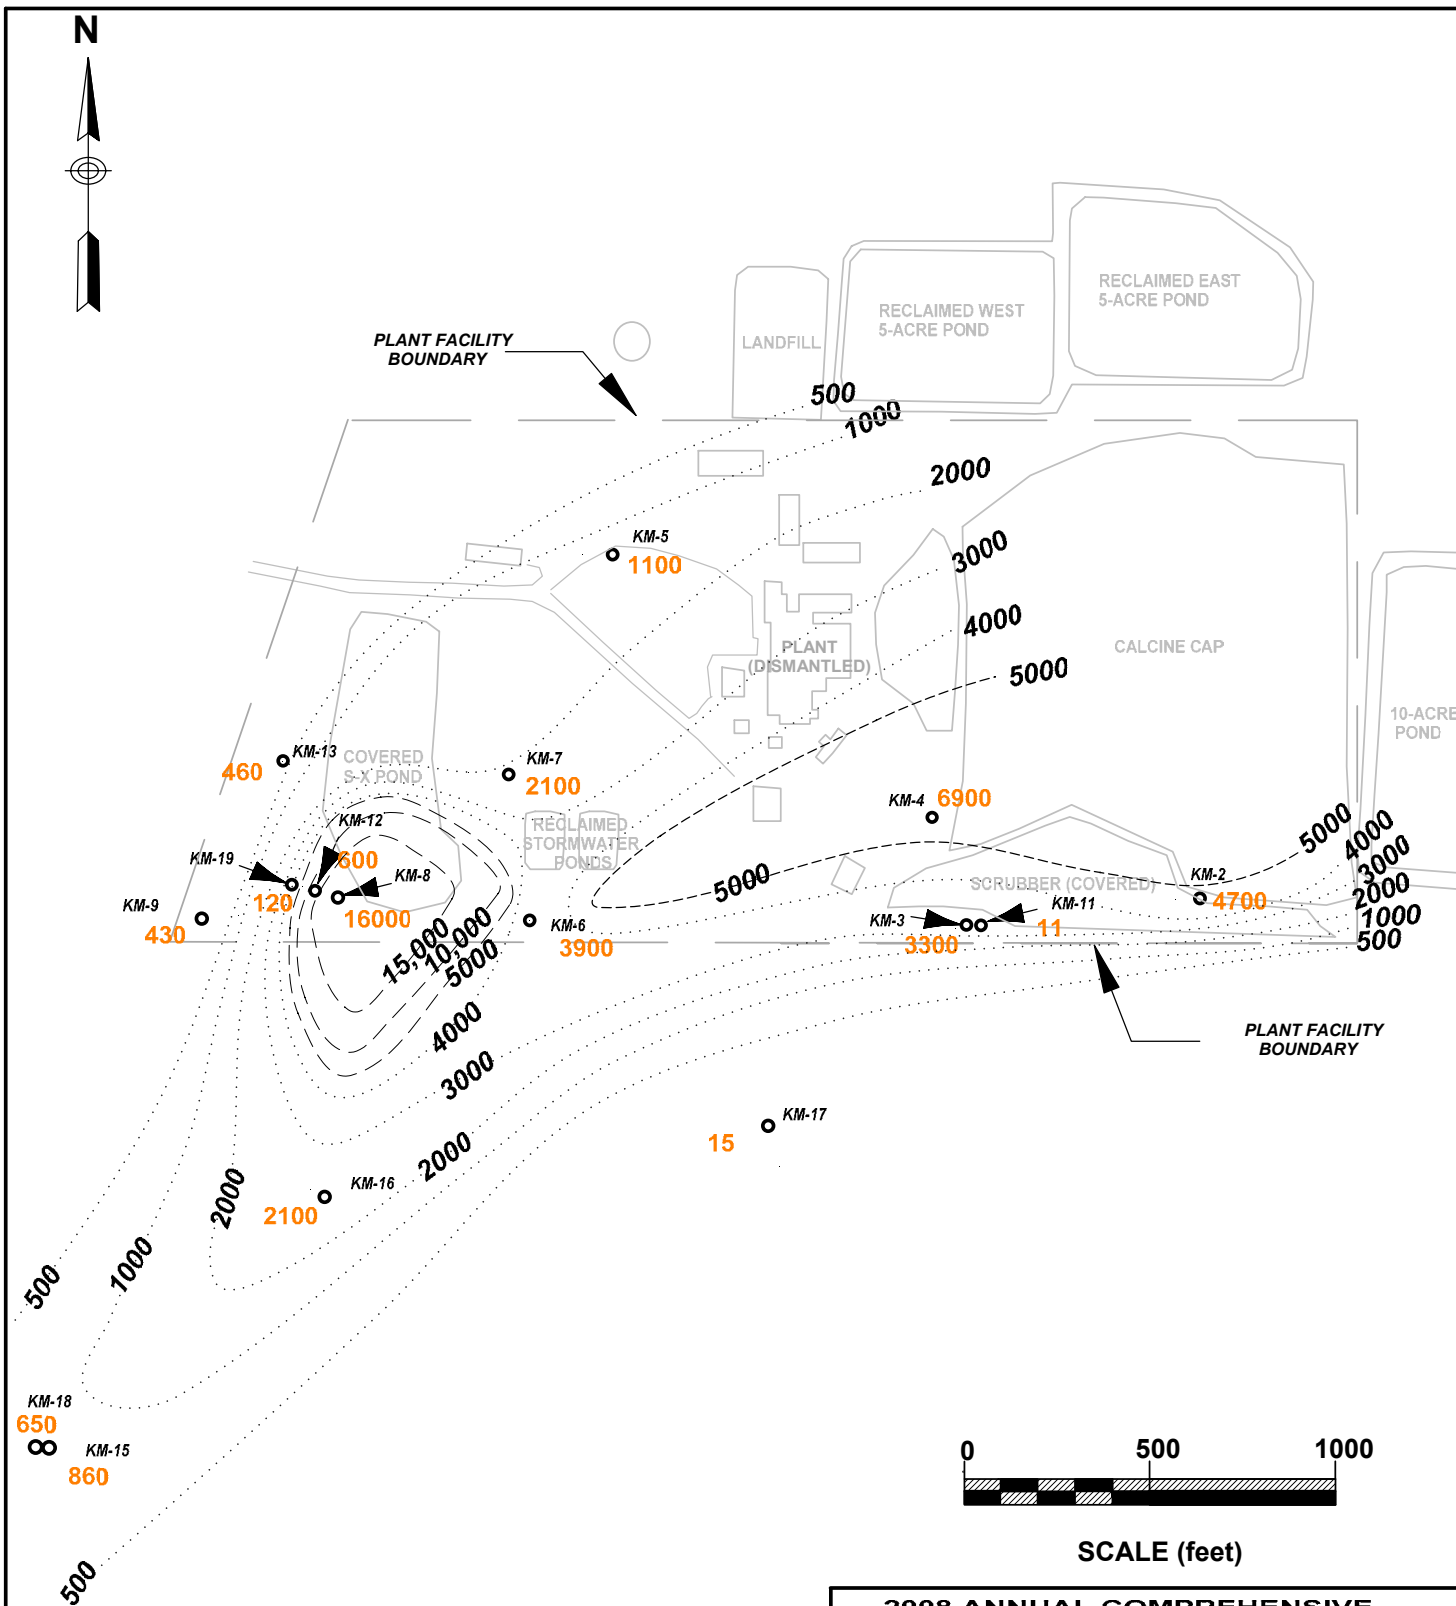 N
RECLAIMED EAST
5-ACRE POND
RECLAIMED WEST
5-ACRE POND
LANDFILL
PLANT FACILITY
BOUNDARY
500
1000
2000
3000
4000
5000
KM-5
1100
PLANT
(DISMANTLED)
CALCINE CAP
10-ACRE
POND
KM-13
460
COVERED
S-X POND
KM-7
2100
KM-4
6900
KM-12
600
RECLAIMED
STORMWATER
PONDS
KM-19
120
KM-8
16000
KM-9
430
5000
SCRUBBER (COVERED)
KM-2
4700
KM-3
3300
KM-11
11
5000
4000
3000
2000
1000
500
KM-6
3900
15,000
10,000
5000
4000
3000
2000
PLANT FACILITY
BOUNDARY
KM-17
15
KM-16
2100
2000
1000
500
KM-18
650
KM-15
860
500
0 500 1000
SCALE (feet)
2008 ANNUAL COMPREHENSIVE